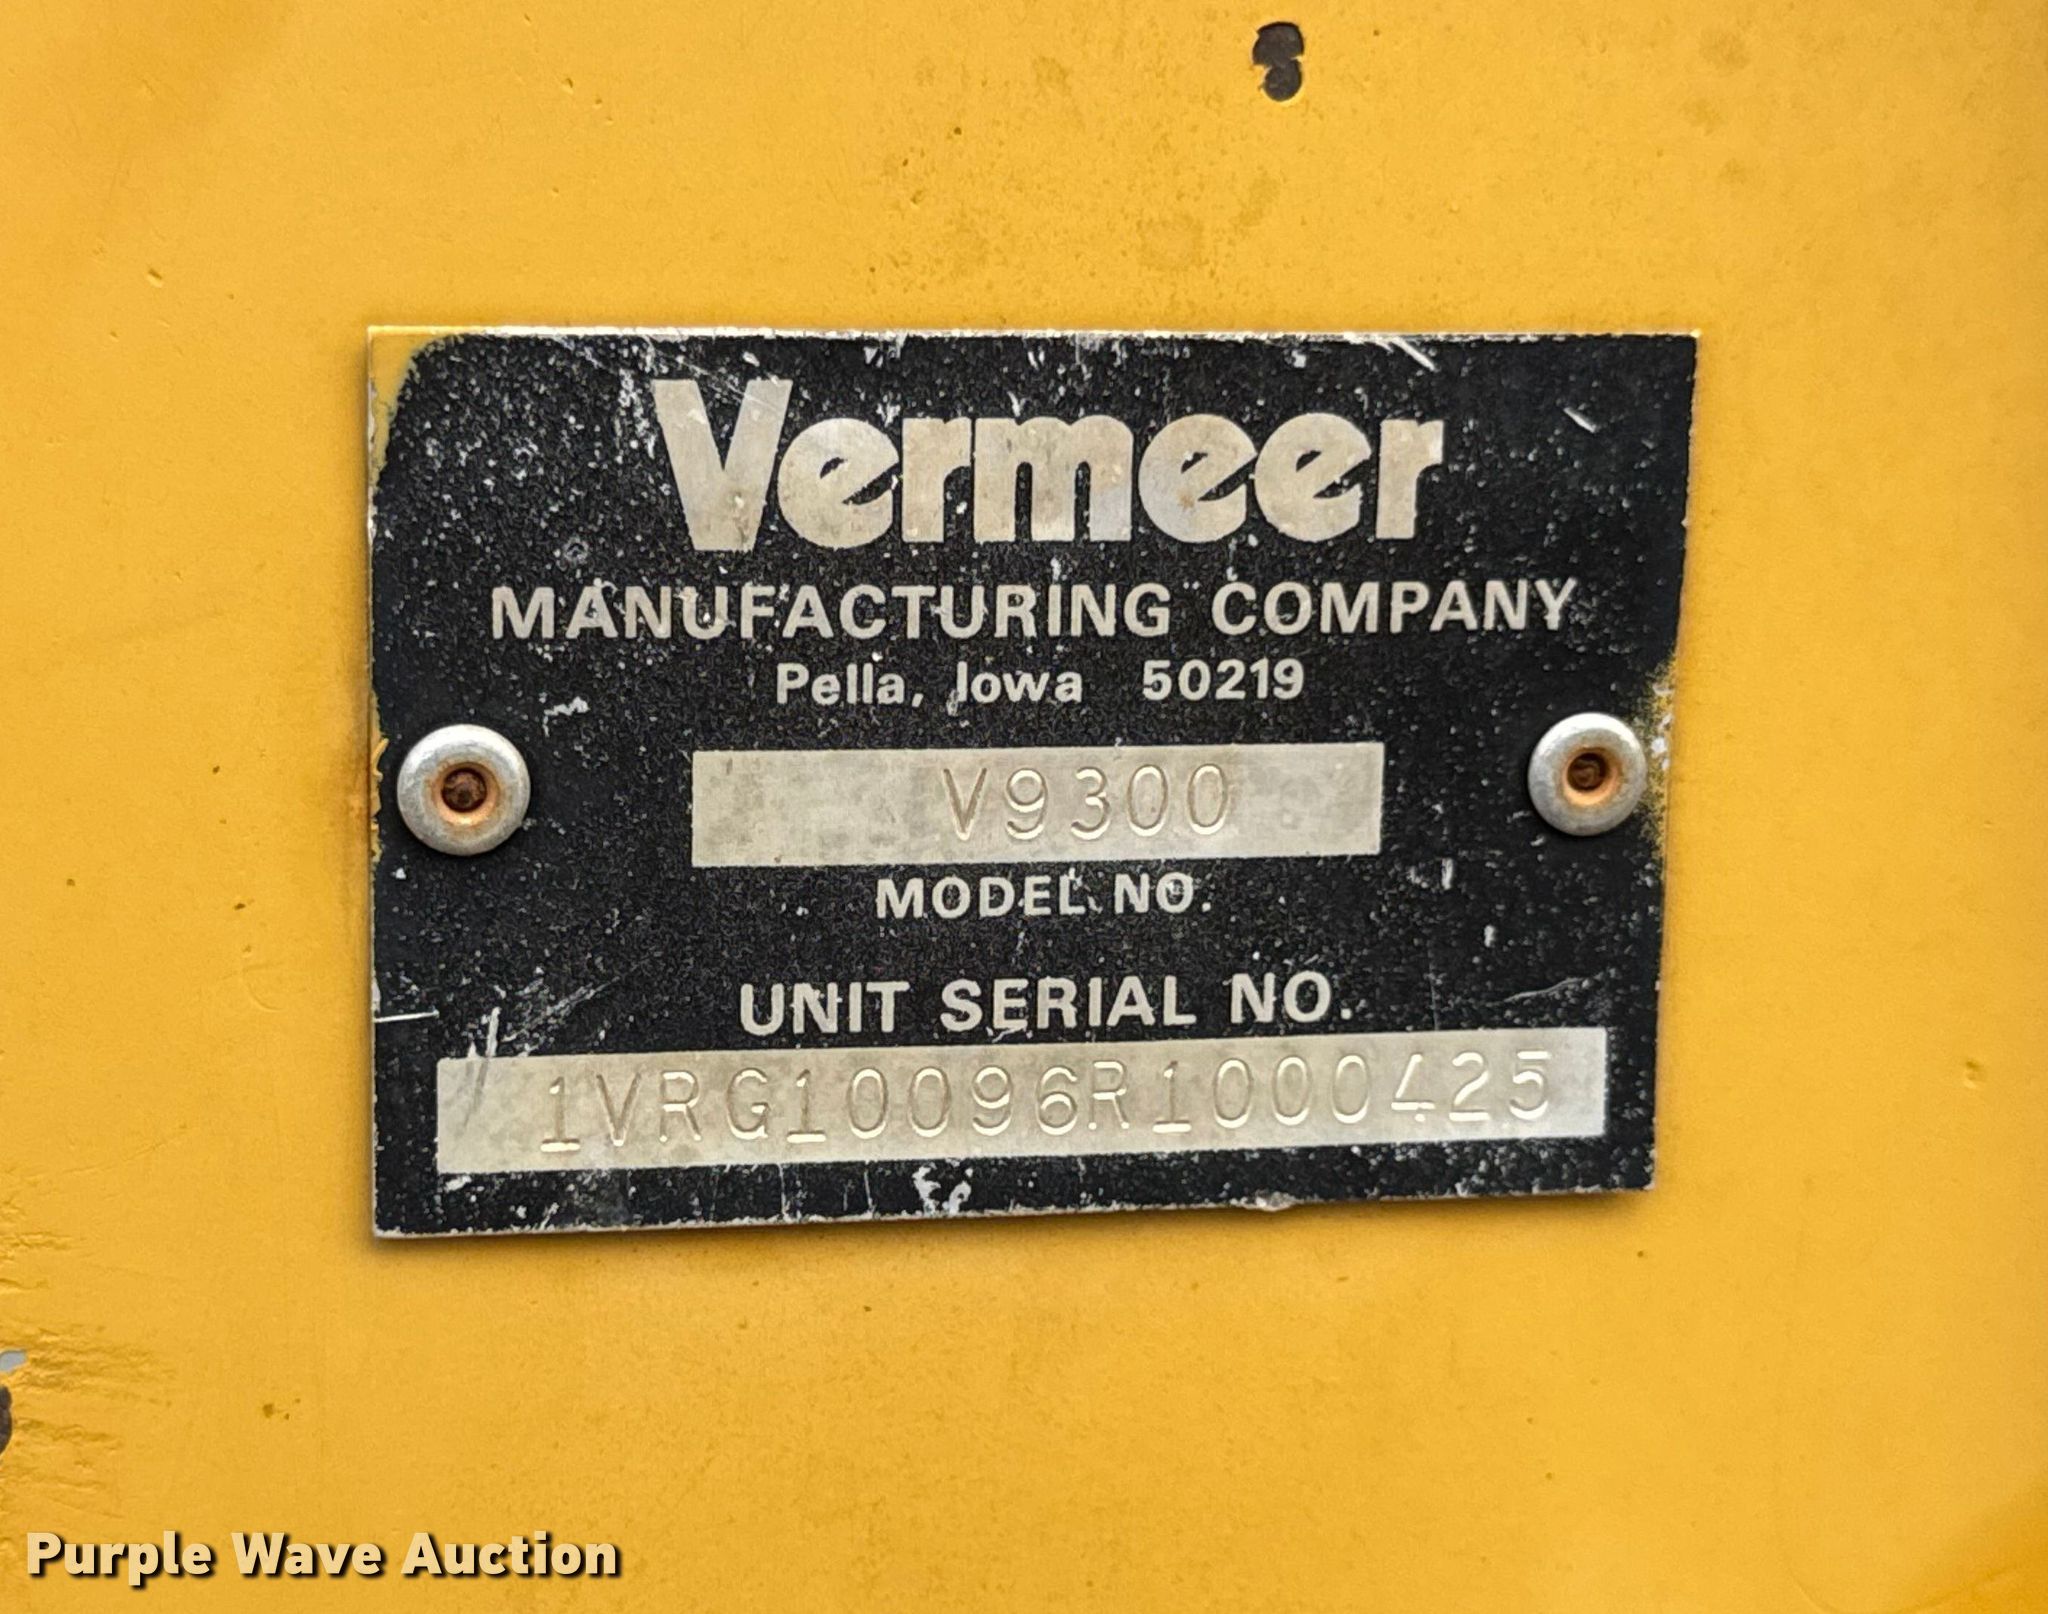 Vermeer
MANUFACTURING COMPANY
Pella, Iowa 50219
V9300
MODEL NO.
UNIT SERIAL NO.
1VRG10096R1000425
Purple Wave Auction